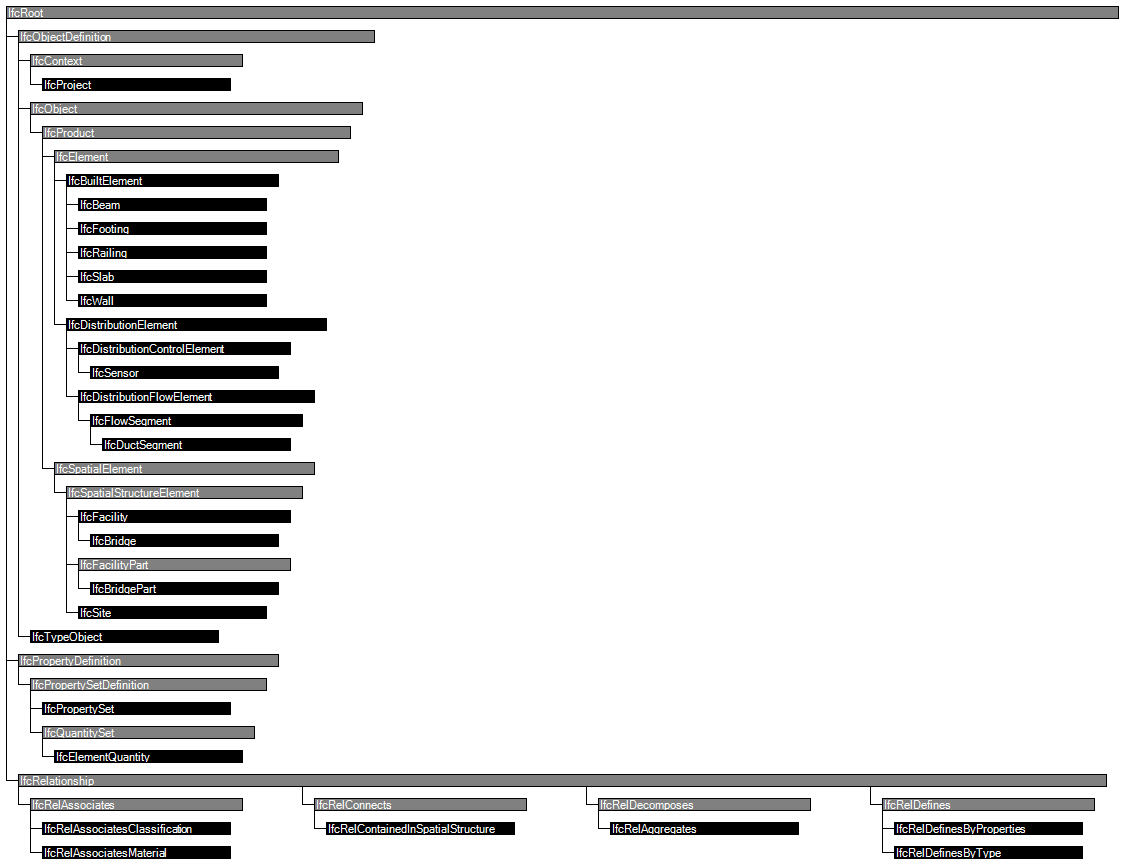 IfcRoot
IfcObjectDefinition
IfcContext
IfcProject
IfcObject
IfcProduct
IfcElement
IfcBuiltElement
IfcBeam
IfcFooting
IfcRailing
IfcSlab
IfcWall
IfcDistributionElement
IfcDistributionControlElement
IfcSensor
IfcDistributionFlowElement
IfcFlowSegment
IfcDuctSegment
IfcSpatialElement
IfcSpatialStructureElement
IfcFacility
IfcBridge
IfcFacilityPart
IfcBridgePart
IfcSite
IfcTypeObject
IfcPropertyDefinition
IfcPropertySetDefinition
IfcPropertySet
IfcQuantitySet
IfcElementQuantity
IfcRelationship
IfcRelAssociates
IfcRelAssociatesClassification
IfcRelAssociatesMaterial
IfcRelConnects
IfcRelContainedInSpatialStructure
IfcRelDecomposes
IfcRelAggregates
IfcRelDefines
IfcRelDefinesByProperties
IfcRelDefinesByType